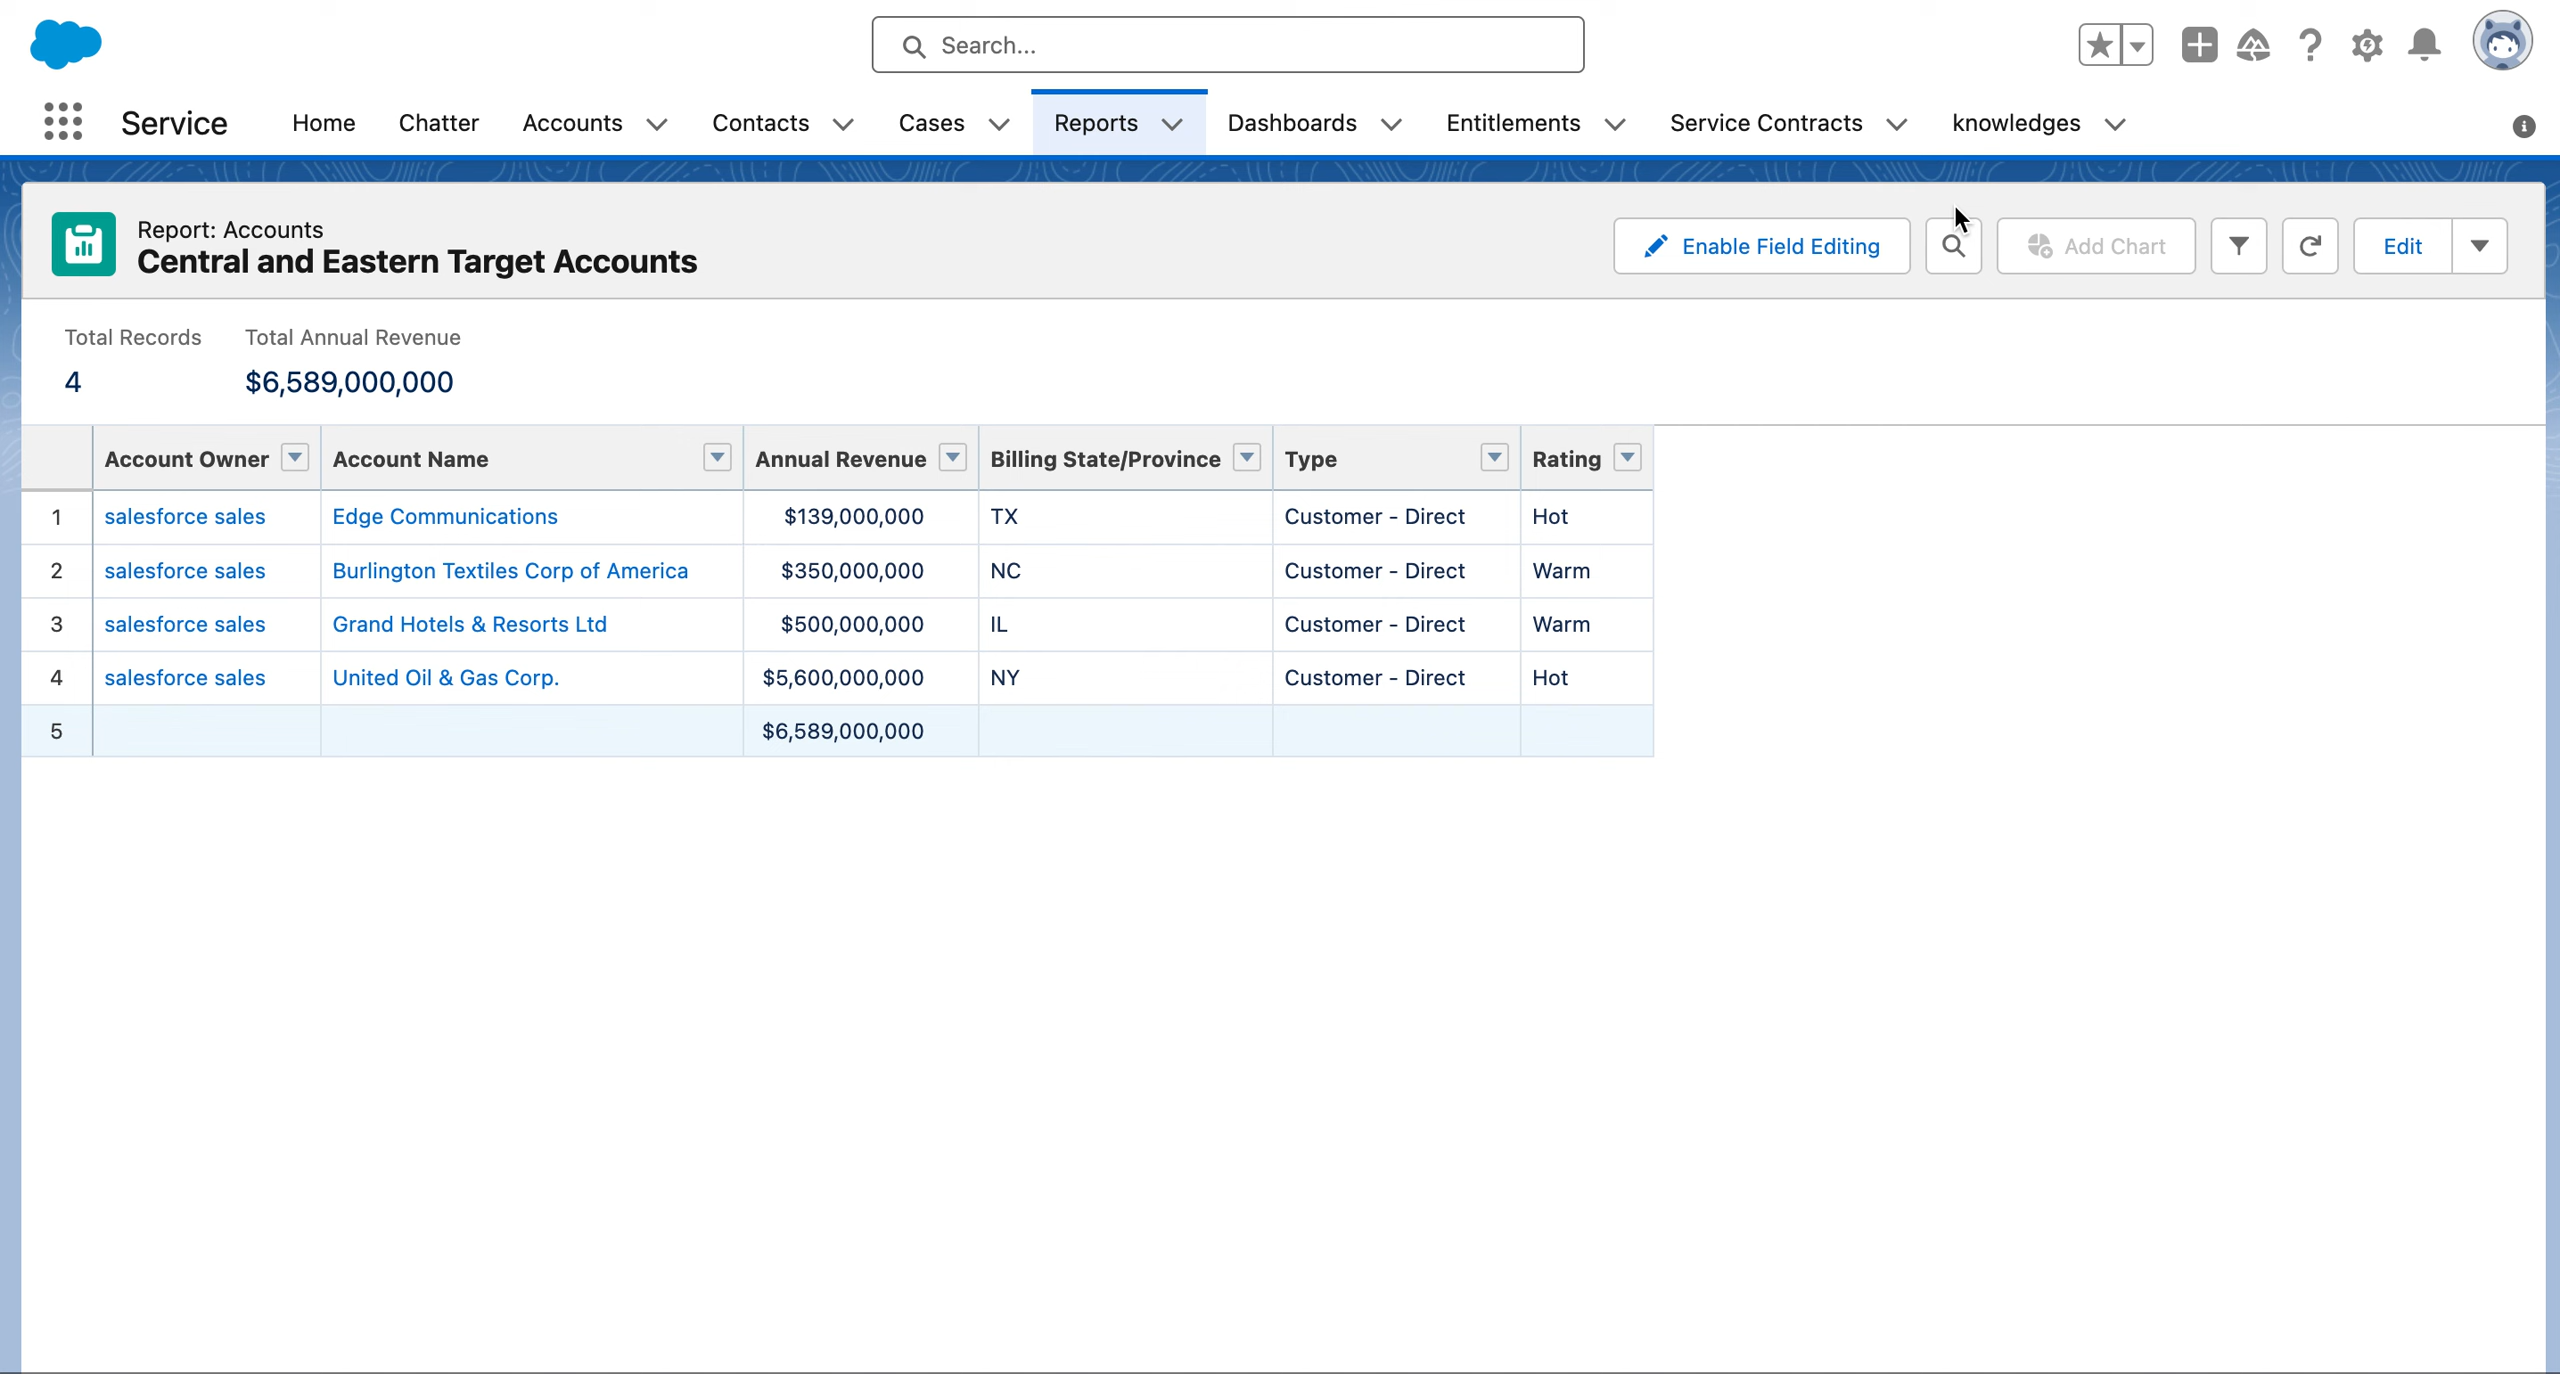 Search...
Service Home Chatter Accounts Contacts Cases Reports Dashboards Entitlements Service Contracts knowledges
Report: Accounts
Central and Eastern Target Accounts
Enable Field Editing Add Chart Edit
Total Records Total Annual Revenue
4 $6,589,000,000
Account Owner Account Name Annual Revenue Billing State/Province Type Rating
1 salesforce sales Edge Communications $139,000,000 TX Customer - Direct Hot
2 salesforce sales Burlington Textiles Corp of America $350,000,000 NC Customer - Direct Warm
3 salesforce sales Grand Hotels & Resorts Ltd $500,000,000 IL Customer - Direct Warm
4 salesforce sales United Oil & Gas Corp. $5,600,000,000 NY Customer - Direct Hot
5 $6,589,000,000